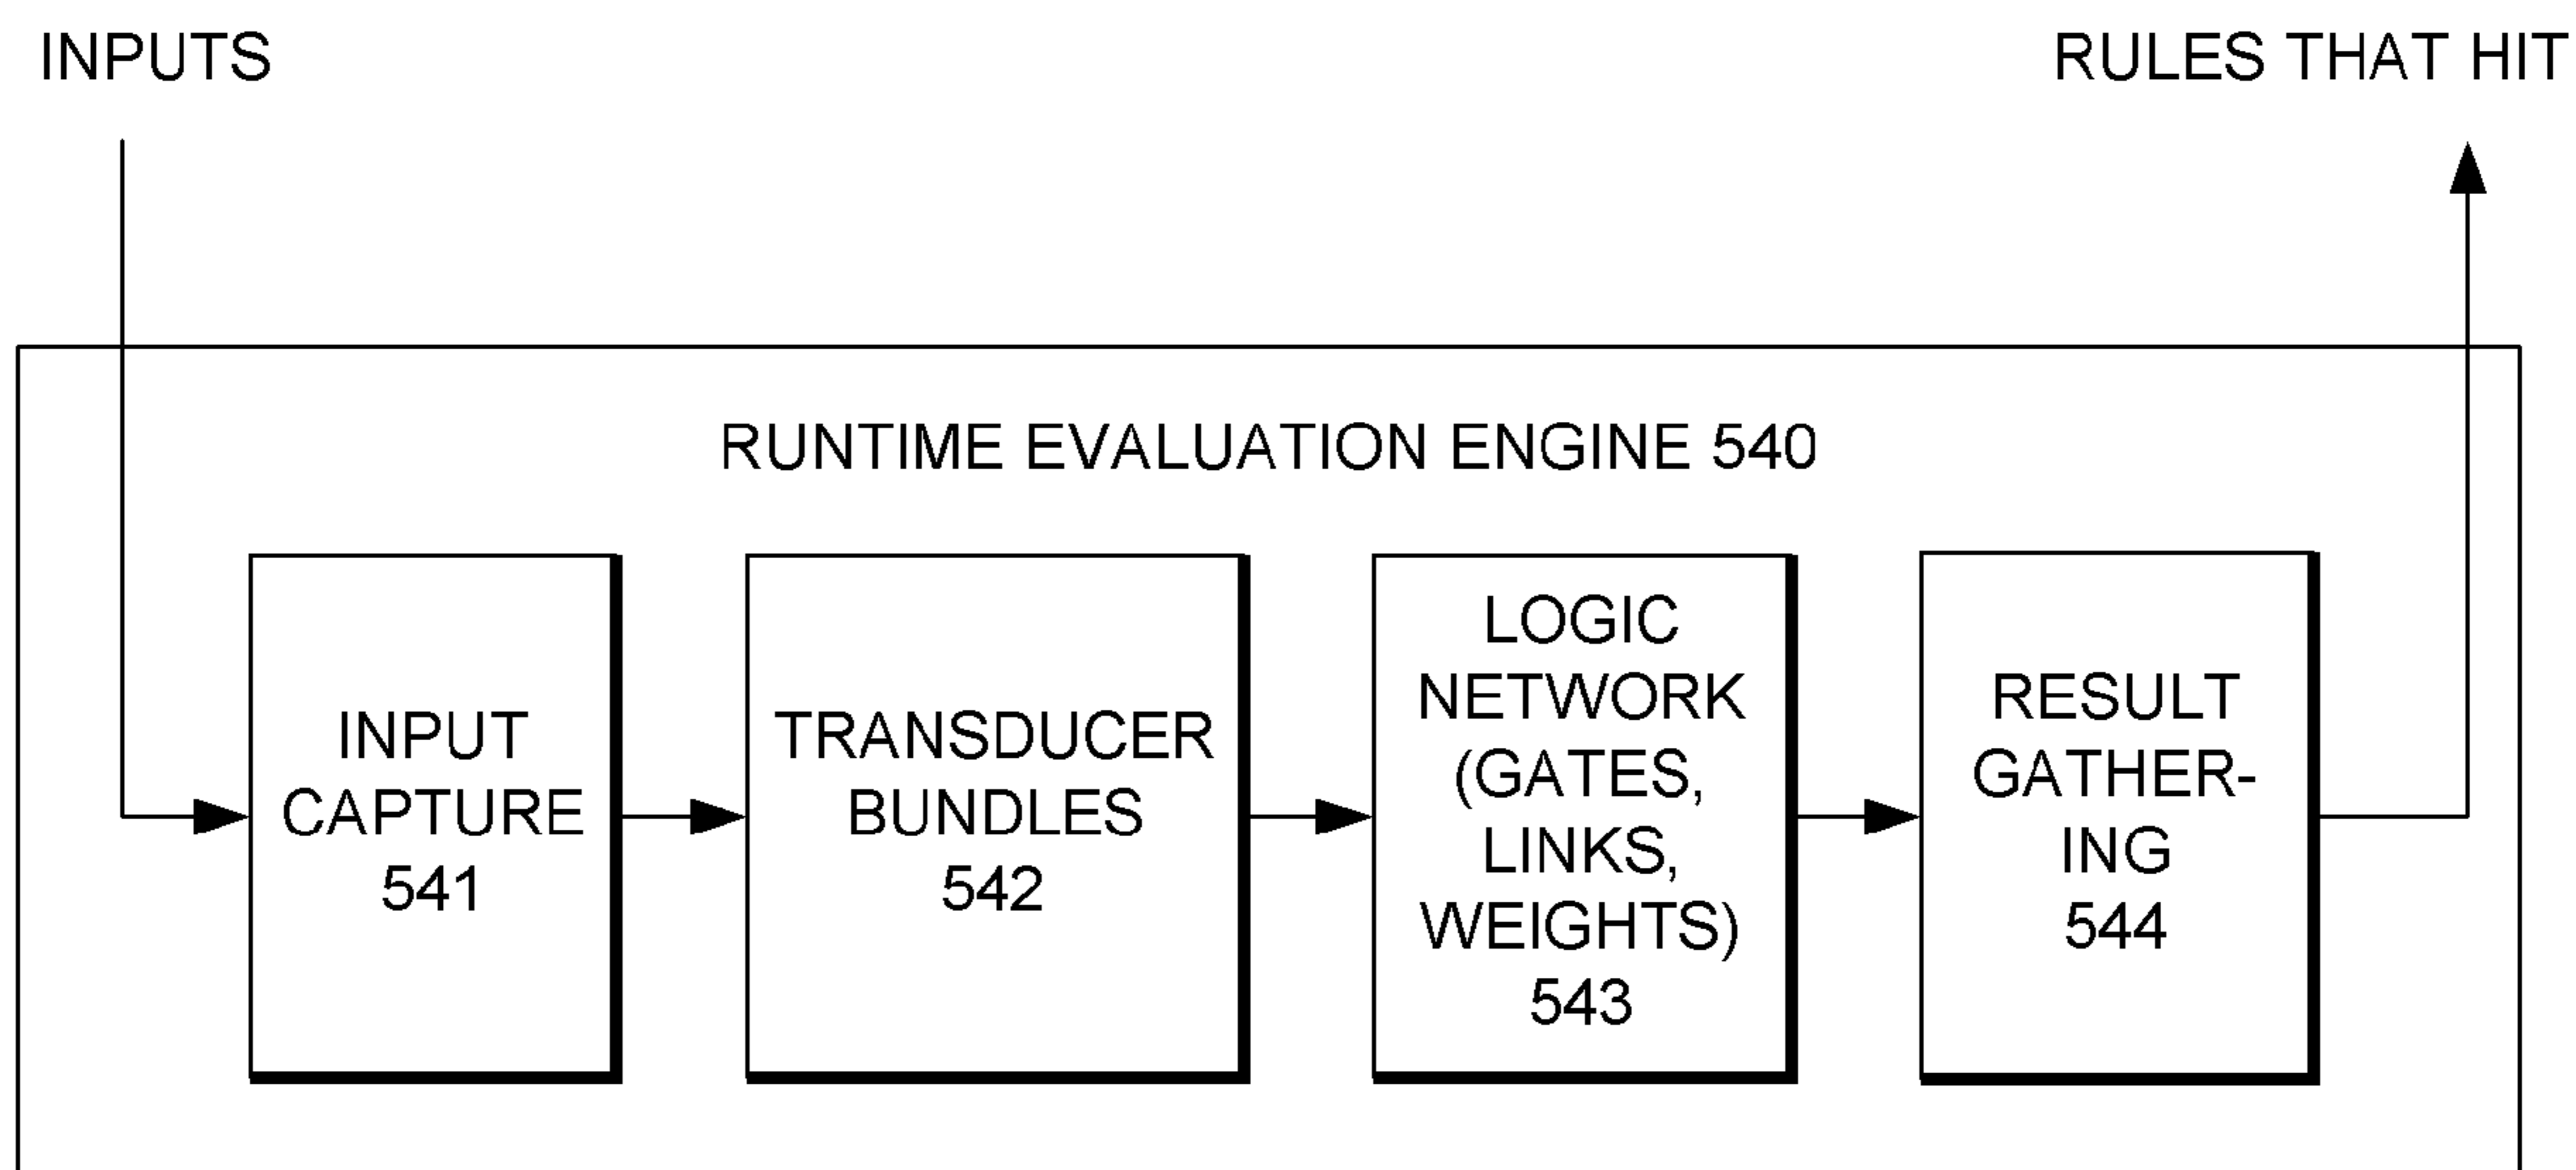 INPUTS
RULES THAT HIT
RUNTIME EVALUATION ENGINE 540
INPUT
CAPTURE
541
TRANSDUCER
BUNDLES
542
LOGIC
NETWORK
(GATES,
LINKS,
WEIGHTS)
543
RESULT
GATHER-
ING
544